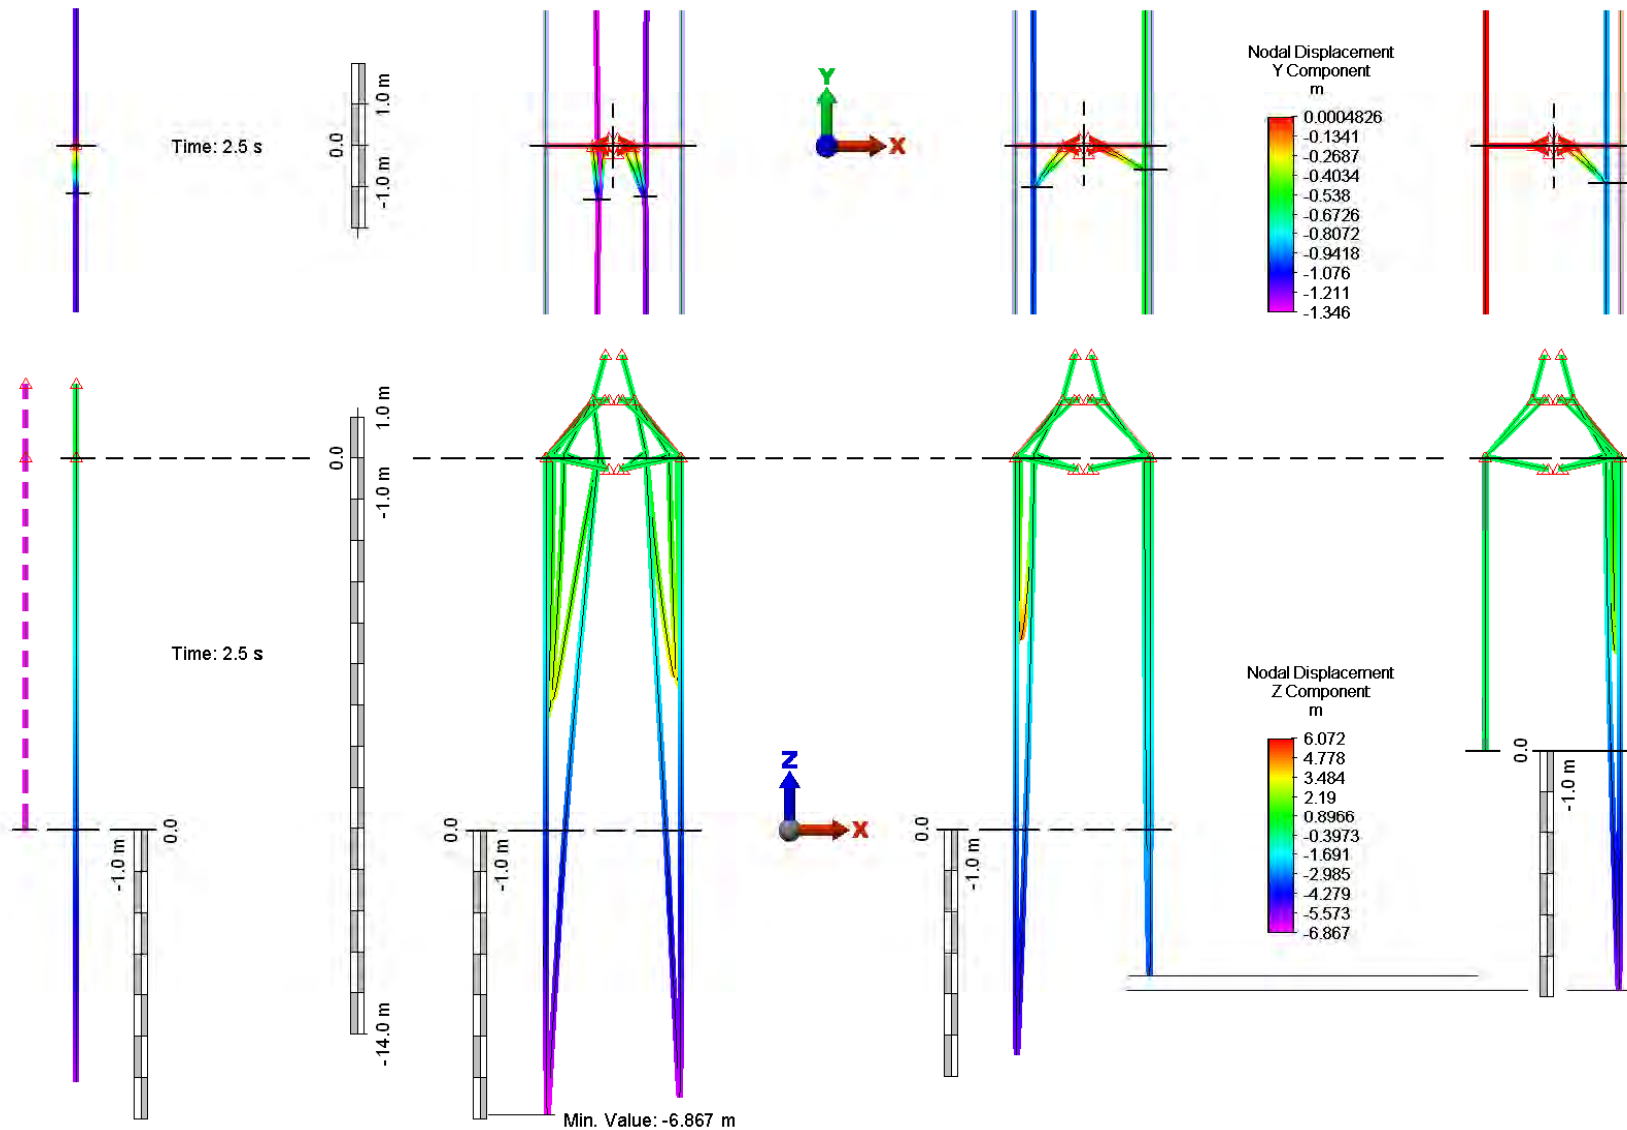 Time: 2.5 s
1.0 m
0.0
-1.0 m
Y
X
Nodal Displacement
Y Component
m
0.0004826
-0.1341
-0.2687
-0.4034
-0.538
-0.6726
-0.8072
-0.9418
-1.076
-1.211
-1.346
1.0 m
0.0
-1.0 m
-14.0 m
Time: 2.5 s
0.0
-1.0 m
0.0
-1.0 m
Min. Value: -6.867 m
Z
X
0.0
-1.0 m
Nodal Displacement
Z Component
m
6.072
4.778
3.484
2.19
0.8966
-0.3973
-1.691
-2.985
-4.279
-5.573
-6.867
0.0
-1.0 m